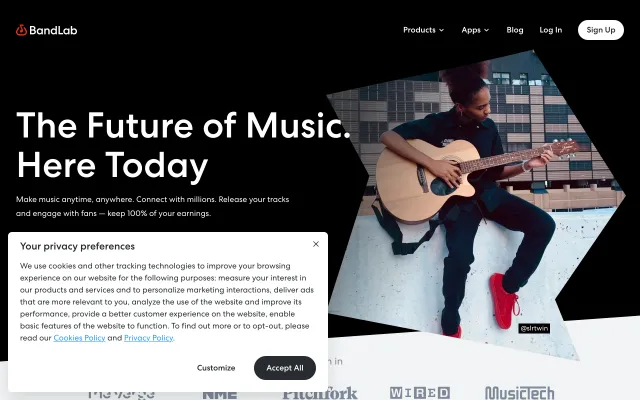 BandLab
Products
Apps
Blog
Log In
Sign Up
The Future of Music.
Here Today
Make music anytime, anywhere. Connect with millions. Release your tracks
and engage with fans — keep 100% of your earnings.
Your privacy preferences
We use cookies and other tracking technologies to improve your browsing
experience on our website for the following purposes: measure your interest in
our products and services and to personalize marketing interactions, deliver ads
that are more relevant to you, analyze the use of the website and improve its
performance, provide a better customer experience on the website, enable
basic features of the website to function. To find out more or to opt-out, please
read our Cookies Policy and Privacy Policy.
Customize
Accept All
@slrtwin
in
NME
Pitchfork
WIRED
MusicTech